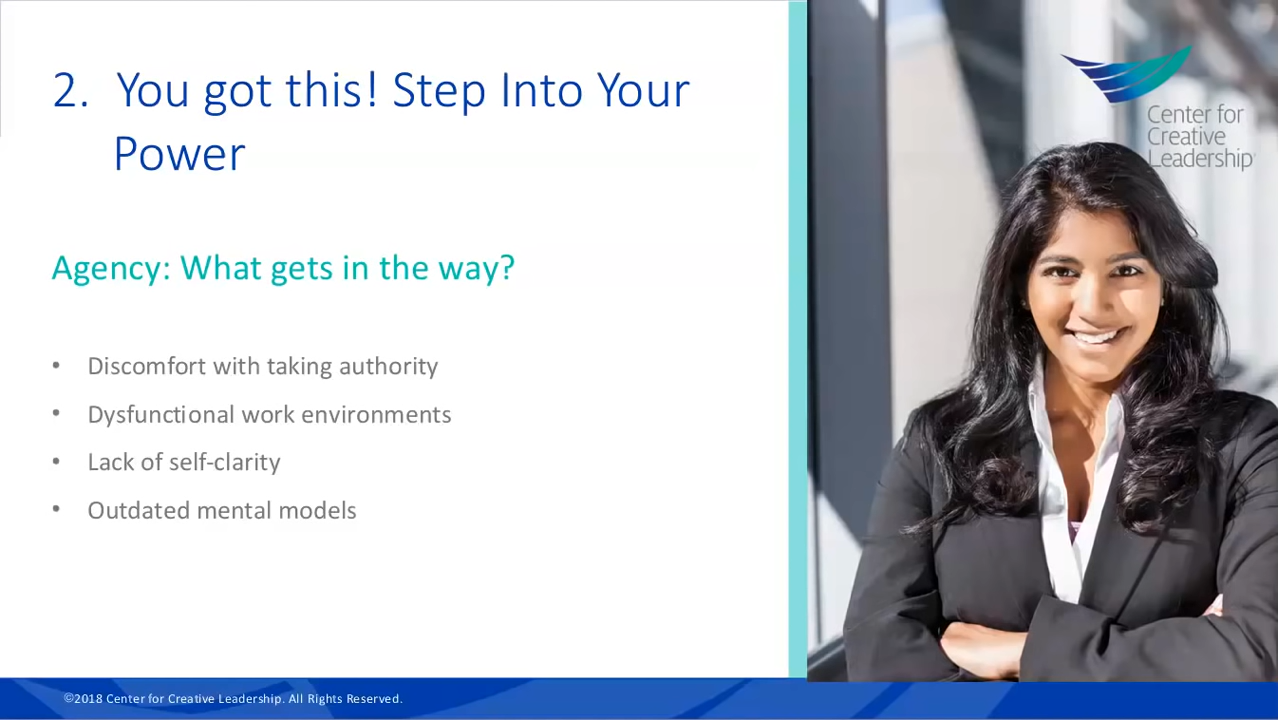 2. You got this! Step Into Your
Power
Agency: What gets in the way?
• Discomfort with taking authority
• Dysfunctional work environments
• Lack of self-clarity
• Outdated mental models
Center for
Creative
Leadership
©2018 Center for Creative Leadership. All Rights Reserved.